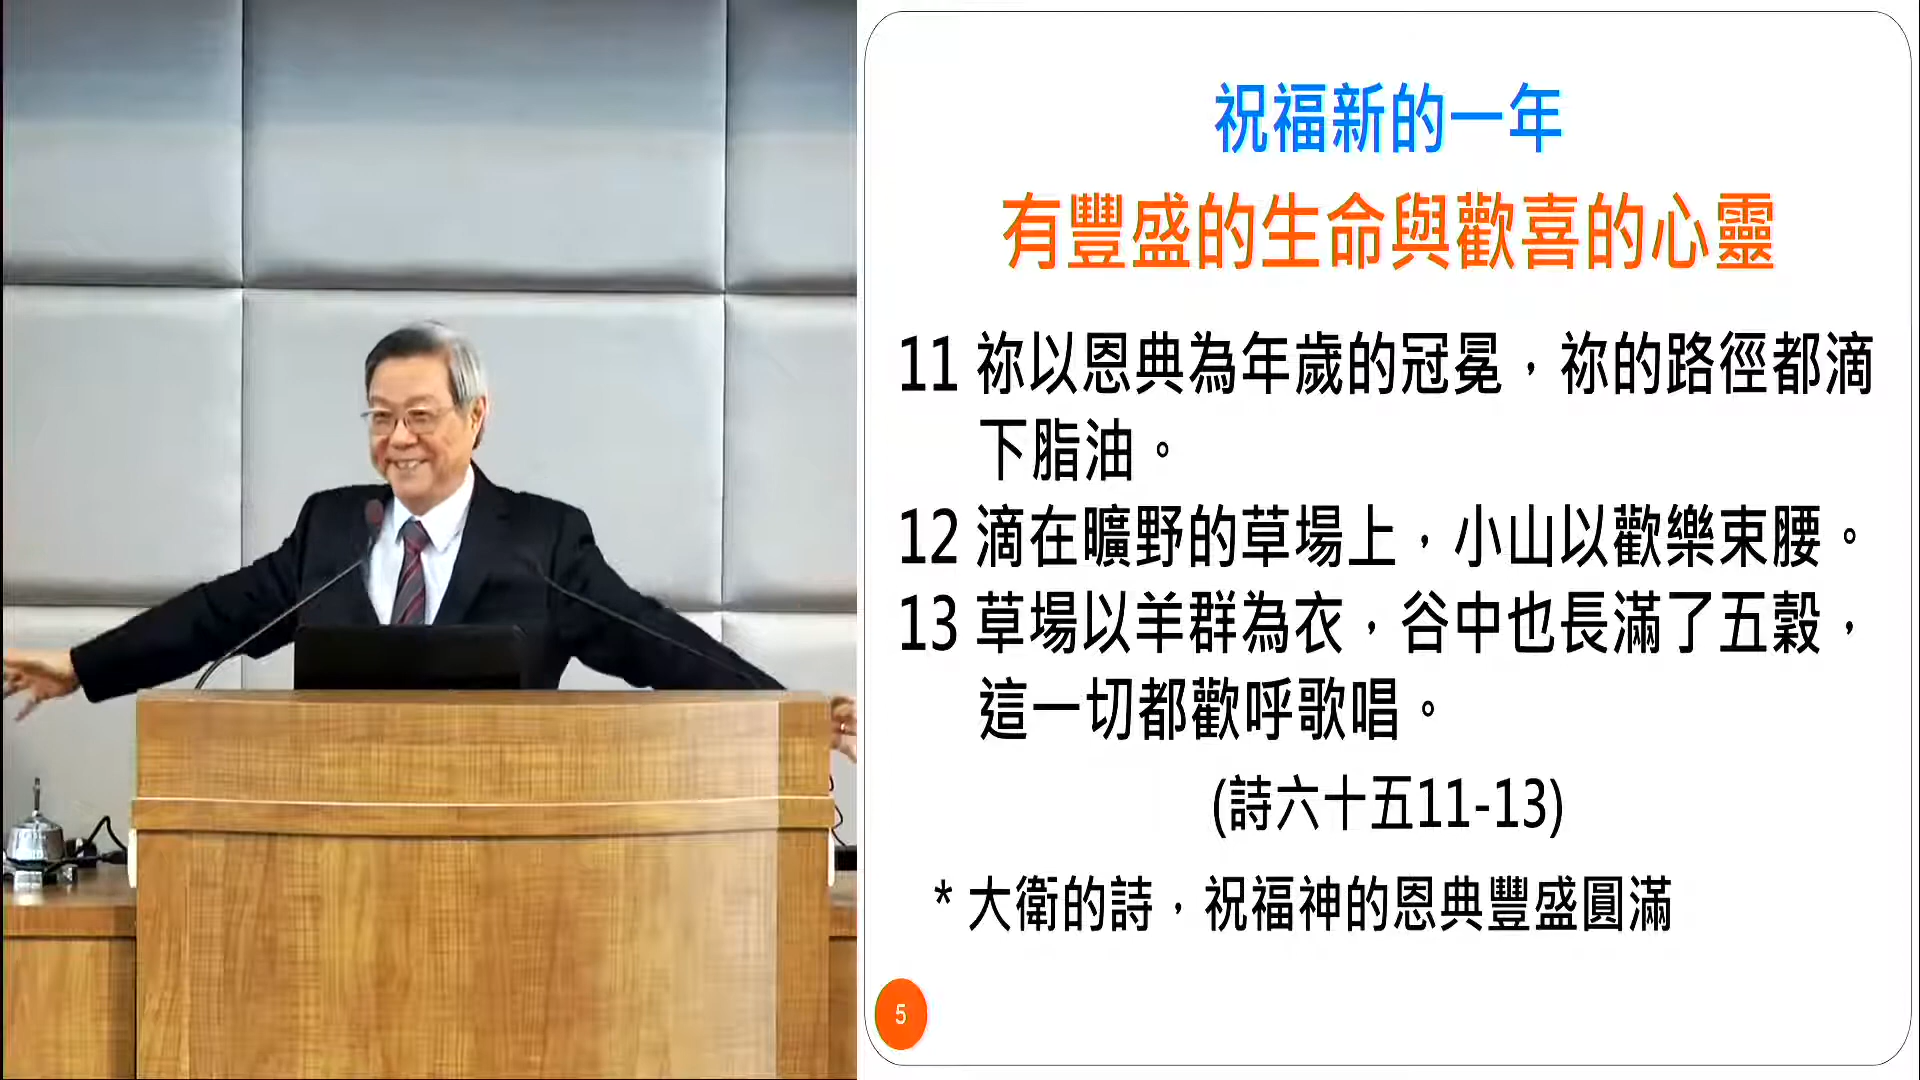 祝福新的一年
有豐盛的生命與歡喜的心靈
11 祢以恩典為年歲的冠冕，祢的路徑都滴
下脂油。
12 滴在曠野的草場上，小山以歡樂束腰。
13 草場以羊群為衣，谷中也長滿了五穀，
這一切都歡呼歌唱。
(詩六十五11-13)
* 大衛的詩，祝福神的恩典豐盛圓滿
5